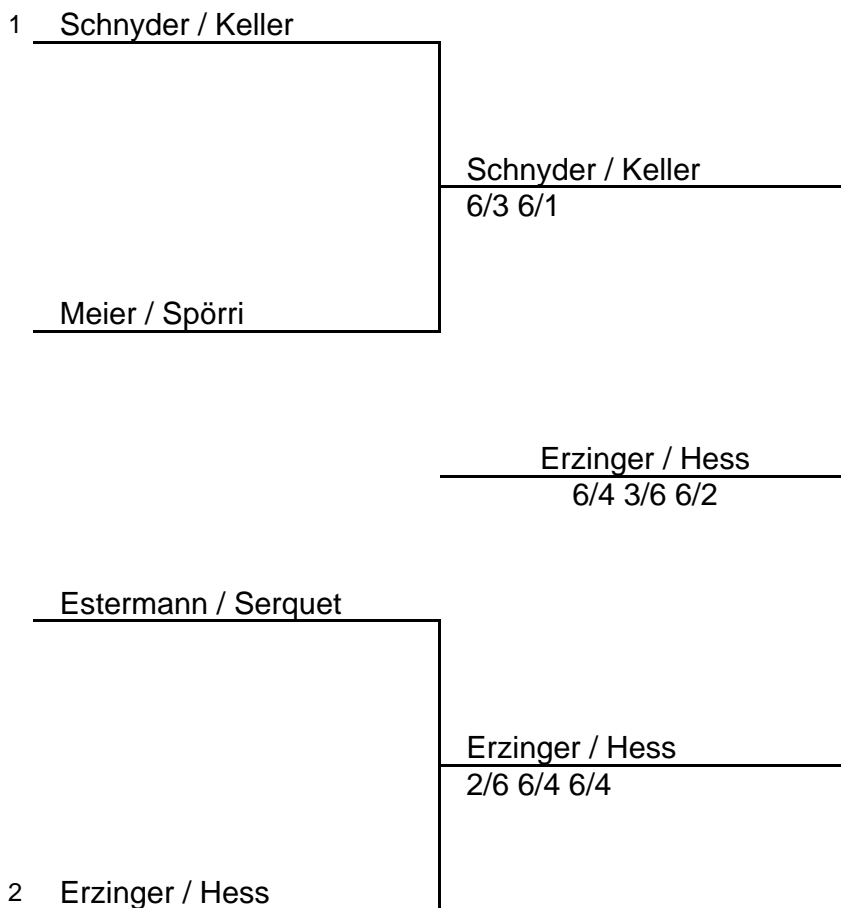 1 Schnyder / Keller
Schnyder / Keller
6/3 6/1
Meier / Spörri
Erzinger / Hess
6/4 3/6 6/2
Estermann / Serquet
Erzinger / Hess
2/6 6/4 6/4
2 Erzinger / Hess